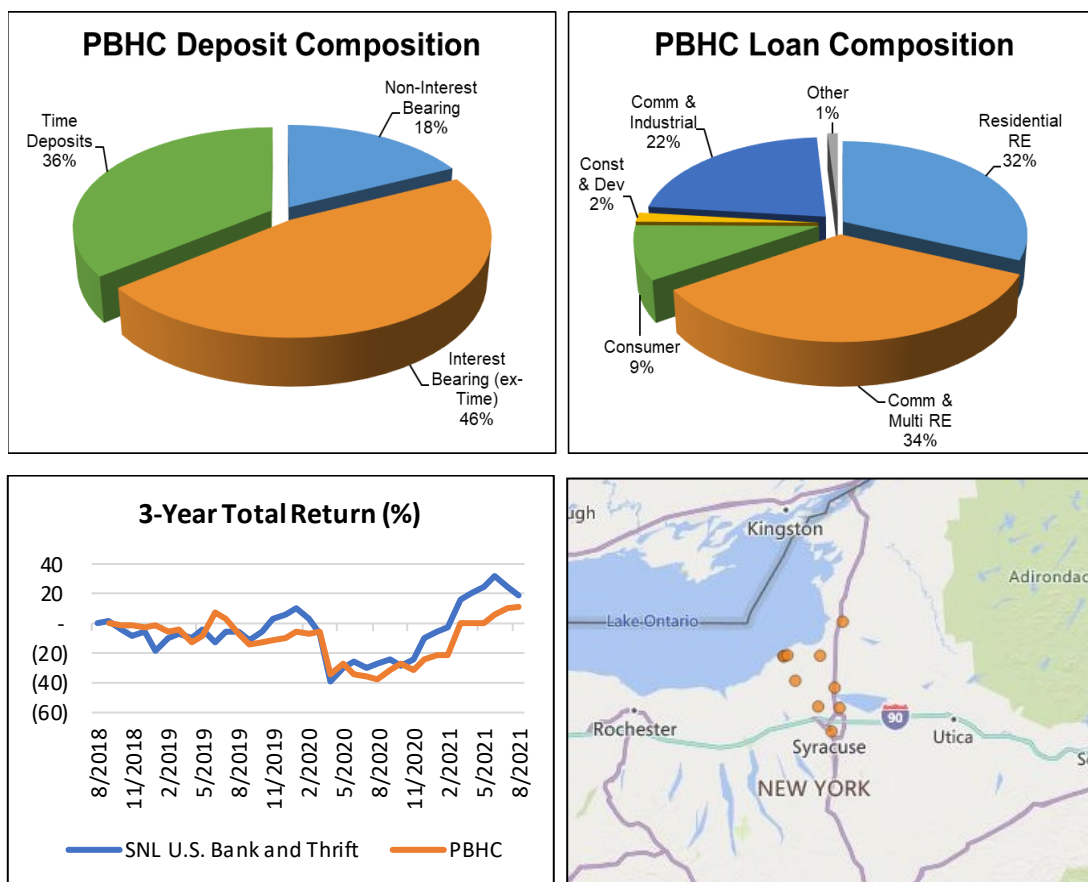 PBHC Deposit Composition
Non-Interest
Bearing
18%
Time
Deposits
36%
Interest
Bearing (ex-
Time)
46%
PBHC Loan Composition
Other
1%
Comm &
Industrial
22%
Residential
RE
32%
Const
& Dev
2%
Consumer
9%
Comm &
Multi RE
34%
3-Year Total Return (%)
40
20
-
(20)
(40)
(60)
8/2018
11/2018
2/2019
5/2019
8/2019
11/2019
2/2020
5/2020
8/2020
11/2020
2/2021
5/2021
8/2021
SNL U.S. Bank and Thrift
PBHC
ugh
Kingston
Adirondac
Lake Ontario
Rochester
90
Utica
Syracuse
Sc
NEW YORK